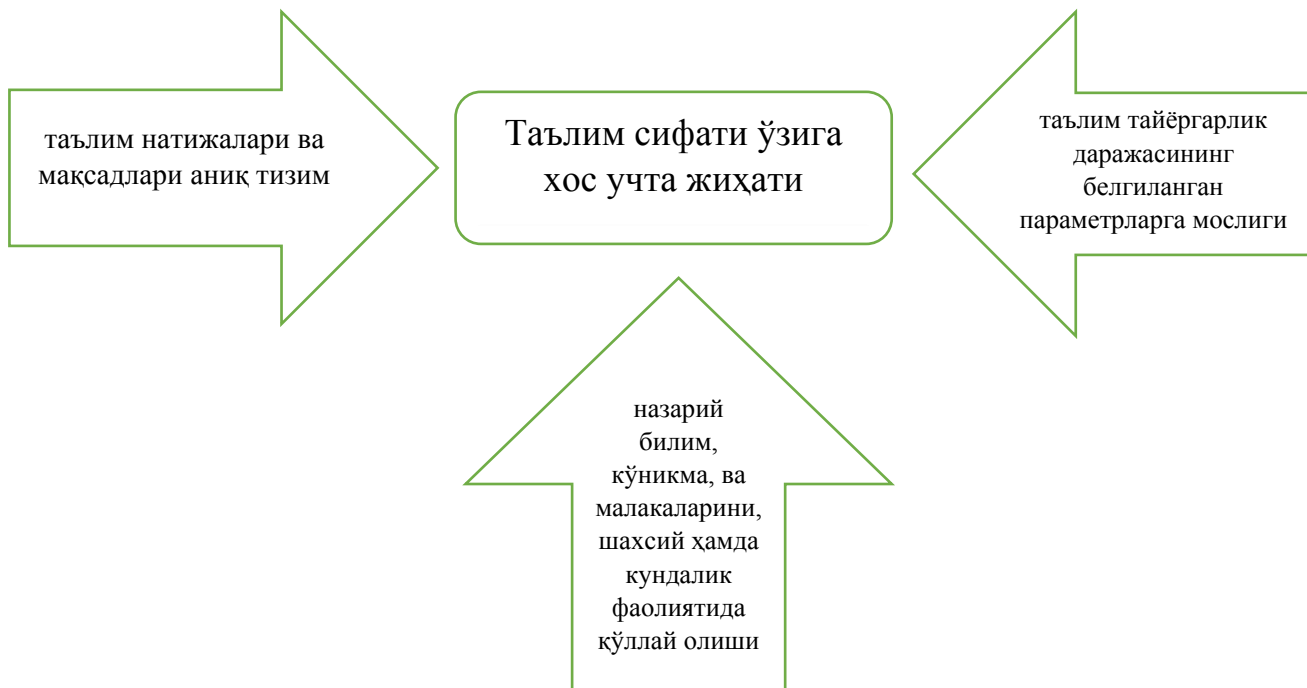 таълим натижалари ва
мақсадлари аниқ тизим
Таълим сифати ўзига
хос учта жиҳати
таълим тайёргарлик
даражасининг
белгиланган
параметрларга мослиги
назарий
билим,
кўникма, ва
малакаларини,
шахсий ҳамда
кундалик
фаолиятида
қўллай олиши